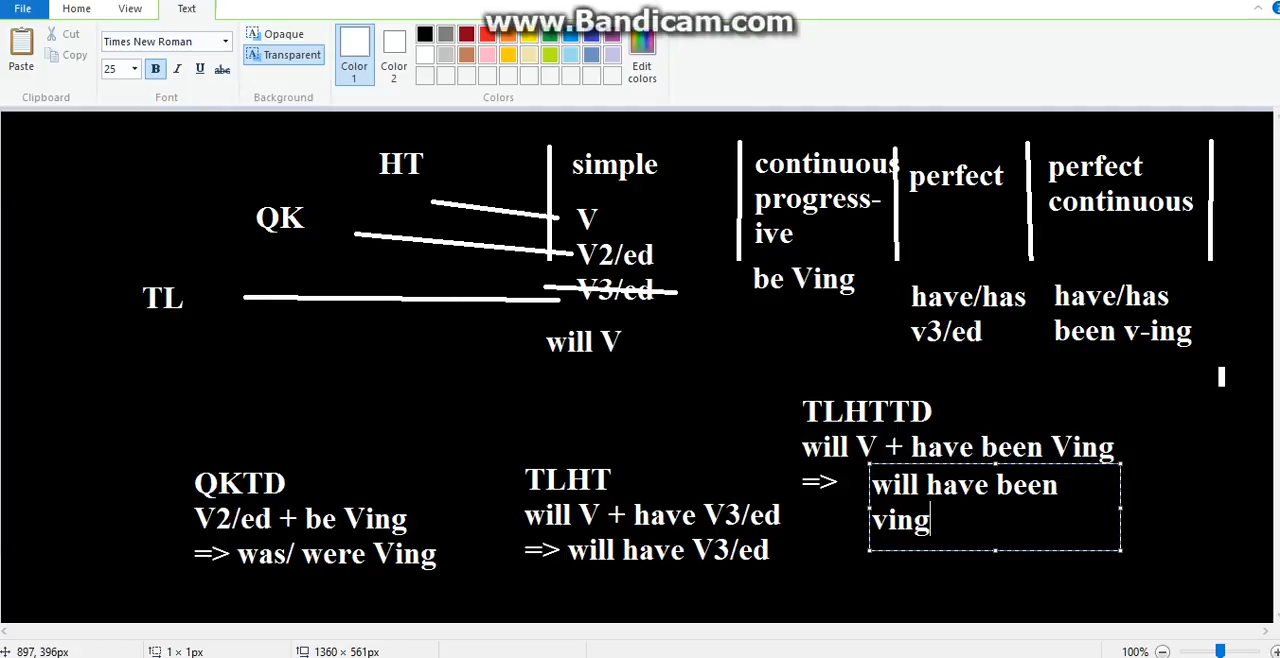 www.Bandicam.com
File Home View Text
Paste
Cut
Copy
Clipboard
Times New Roman
25 B I U abc
Font
Opaque
Transparent
Background
Color 1
Color 2
Edit colors
Colors
HT
QK
TL
simple
V
V2/ed
V3/ed
will V
continuous
progress-
ive
be Ving
perfect
have/has
v3/ed
perfect
continuous
have/has
been v-ing
QKTD
V2/ed + be Ving
=> was/ were Ving
TLHT
will V + have V3/ed
=> will have V3/ed
TLHTTD
will V + have been Ving
=> will have been
ving
897, 396px 1 × 1px 1360 × 561px 100%